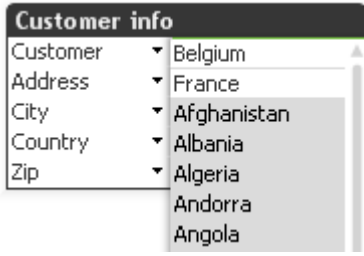 Customer info
Customer Belgium
Address France
City Afghanistan
Country Albania
Zip Algeria
Andorra
Angola